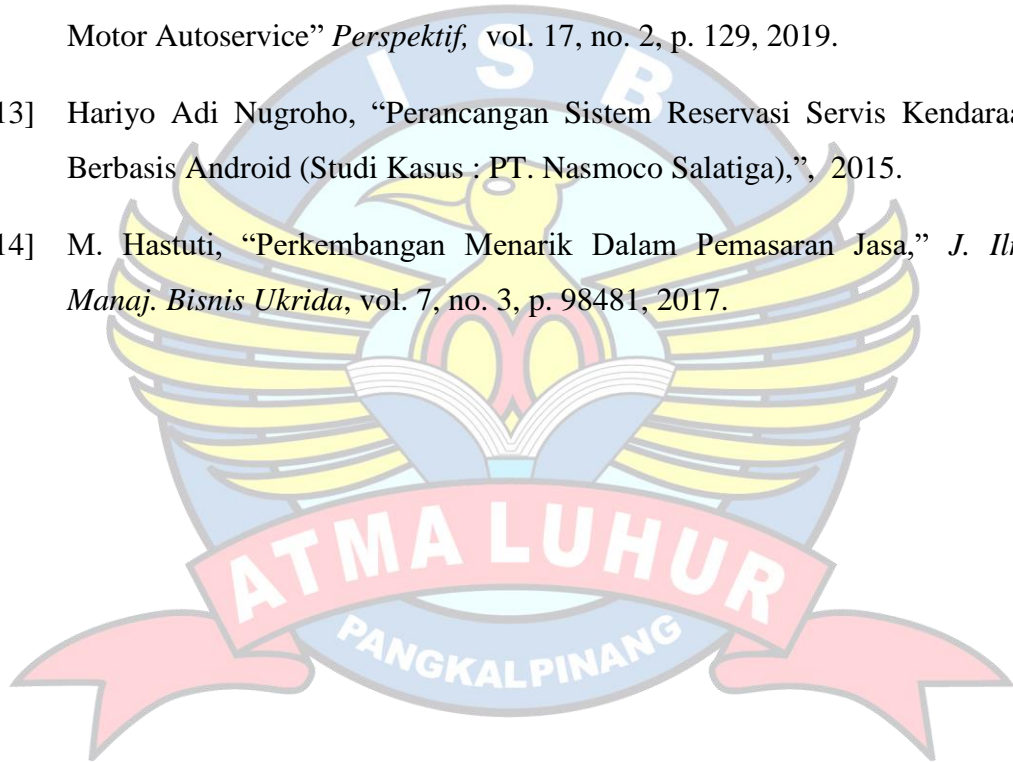 Motor Autoservice” Perspektif, vol. 17, no. 2, p. 129, 2019.
I S B
13] Hariyo Adi Nugroho, “Perancangan Sistem Reservasi Servis Kendaraa
Berbasis Android (Studi Kasus : PT. Nasmoco Salatiga),”, 2015.
14] M. Hastuti, “Perkembangan Menarik Dalam Pemasaran Jasa,” J. Il
Manaj. Bisnis Ukrida, vol. 7, no. 3, p. 98481, 2017.
ATMA LUHUR
PANGKALPINANG